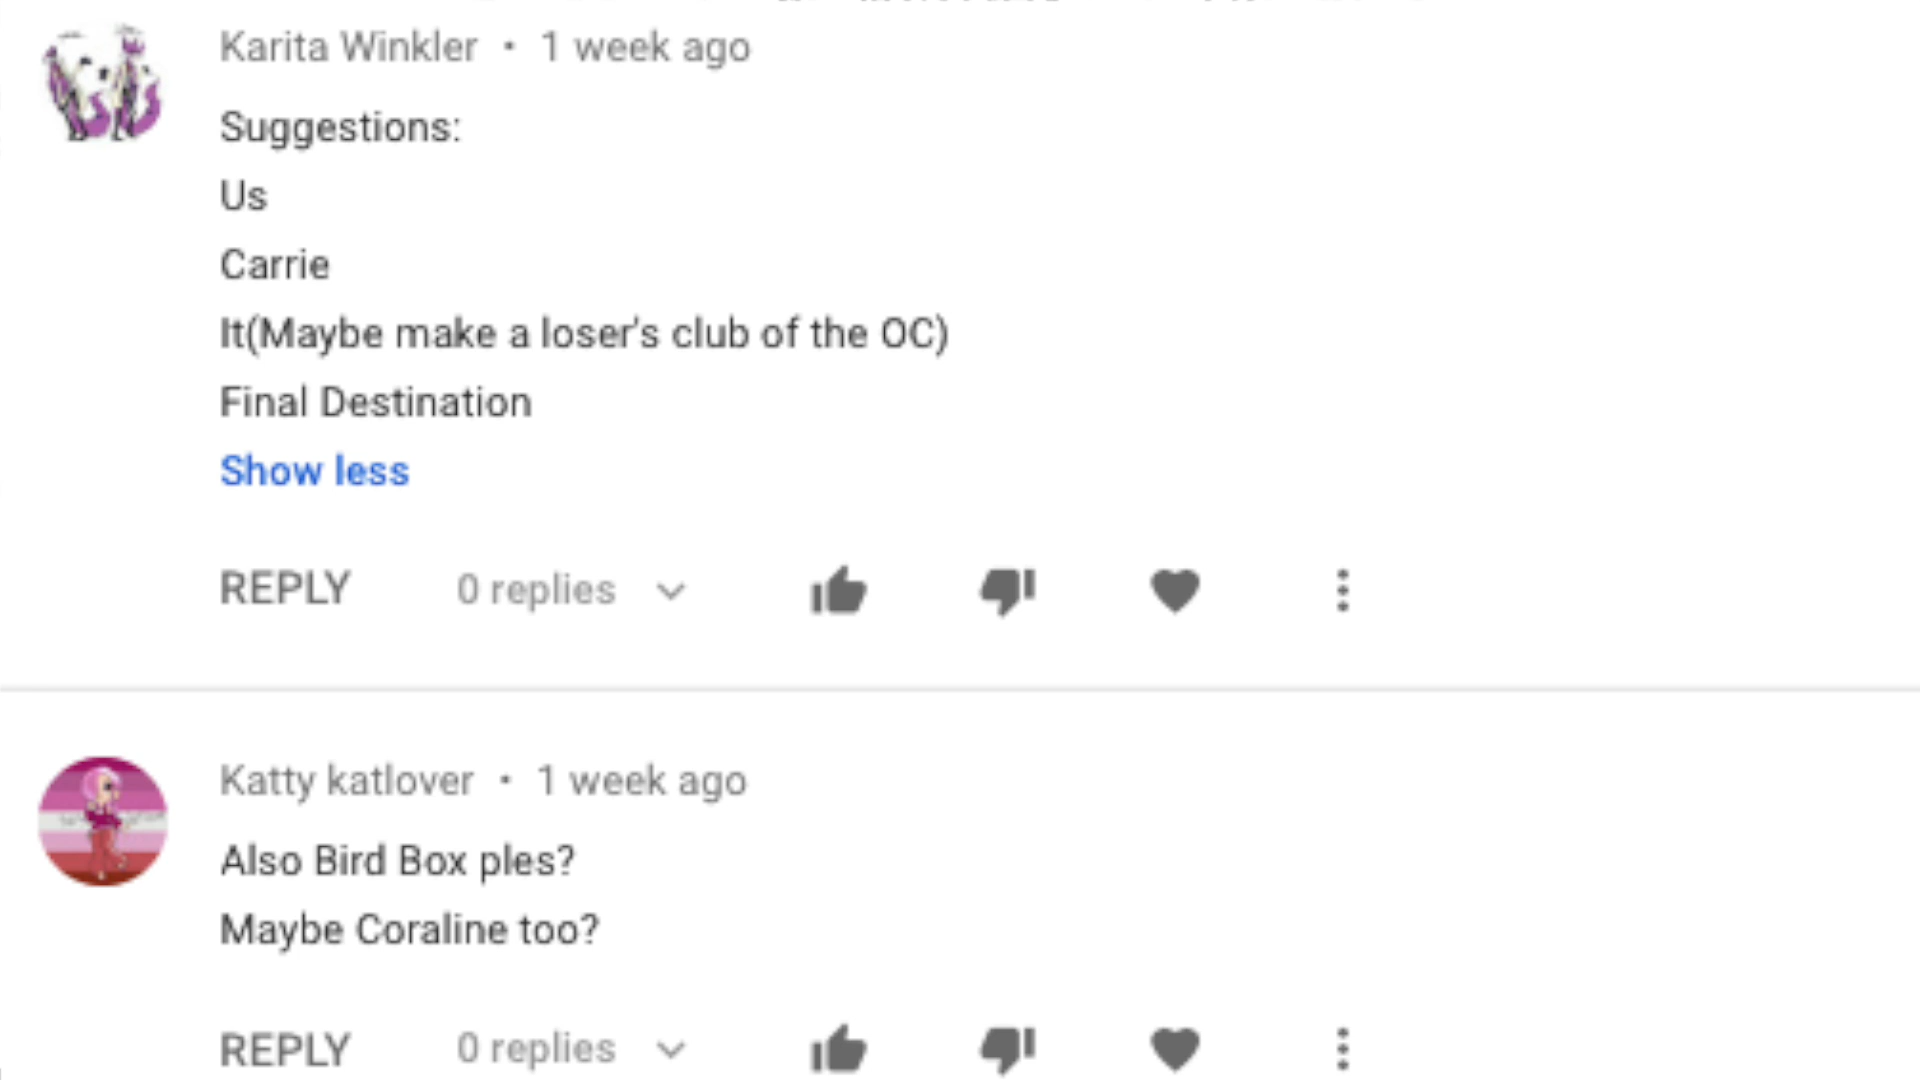 Karita Winkler • 1 week ago
Suggestions:
Us
Carrie
It(Maybe make a loser's club of the OC)
Final Destination
Show less
REPLY 0 replies
Katty katlover • 1 week ago
Also Bird Box ples?
Maybe Coraline too?
REPLY 0 replies